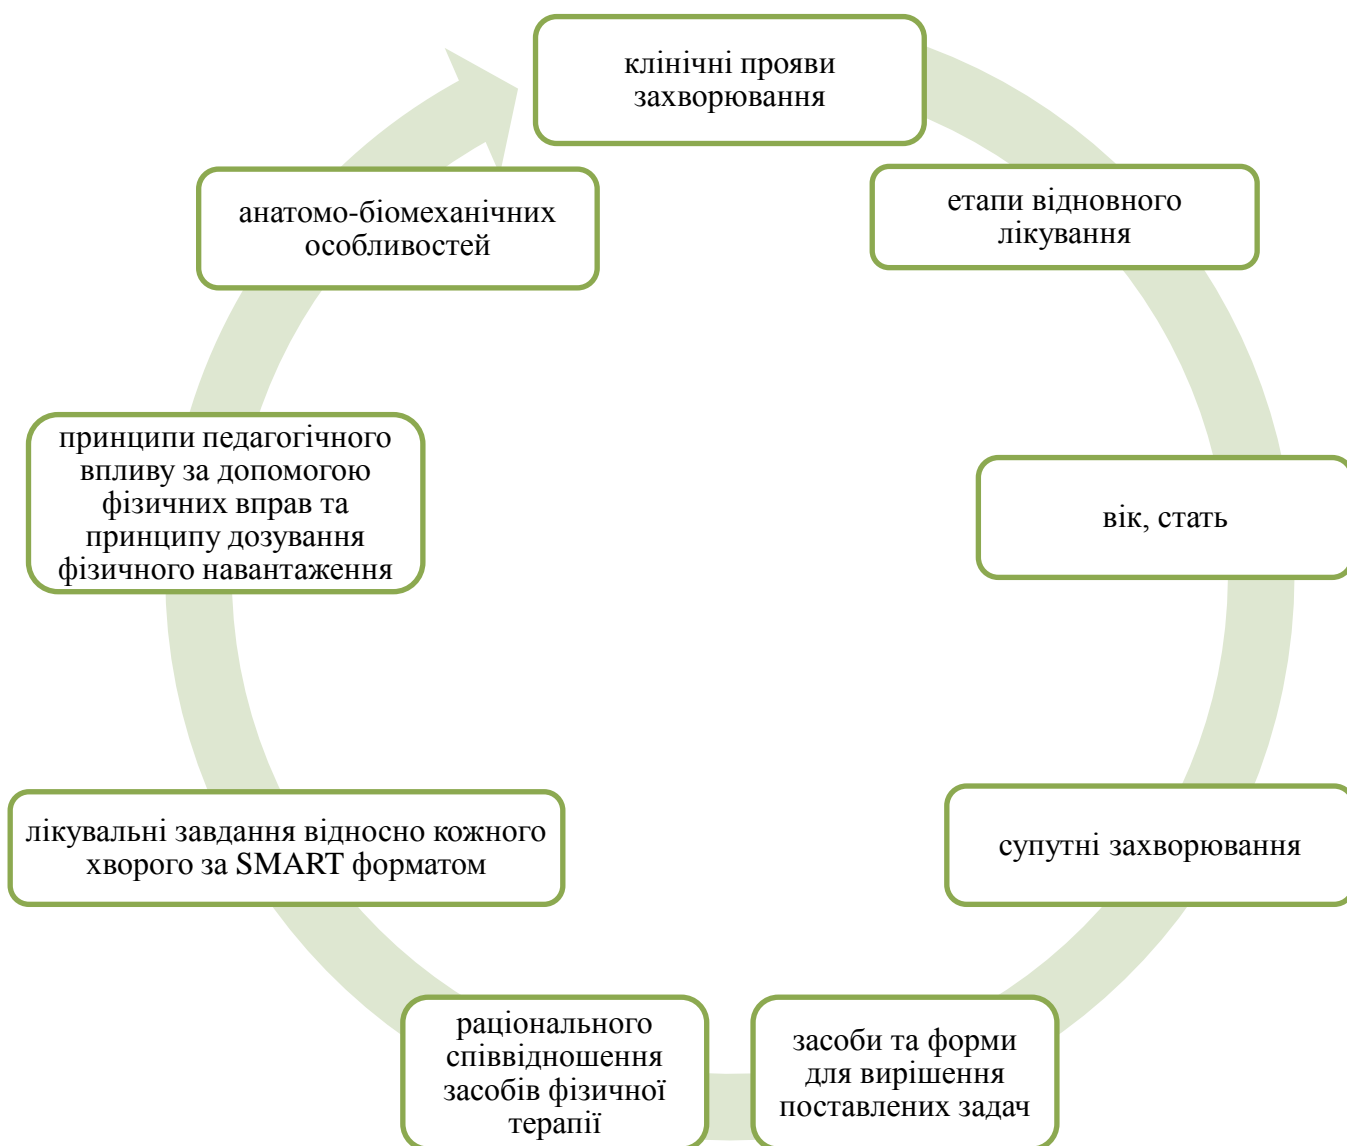 клінічні прояви
захворювання
етапи відновного
лікування
вік, стать
супутні захворювання
засоби та форми
для вирішення
поставлених задач
раціонального
співвідношення
засобів фізичної
терапії
лікувальні завдання відносно кожного
хворого за SMART форматом
принципи педагогічного
впливу за допомогою
фізичних вправ та
принципу дозування
фізичного навантаження
анатомо-біомеханічних
особливостей